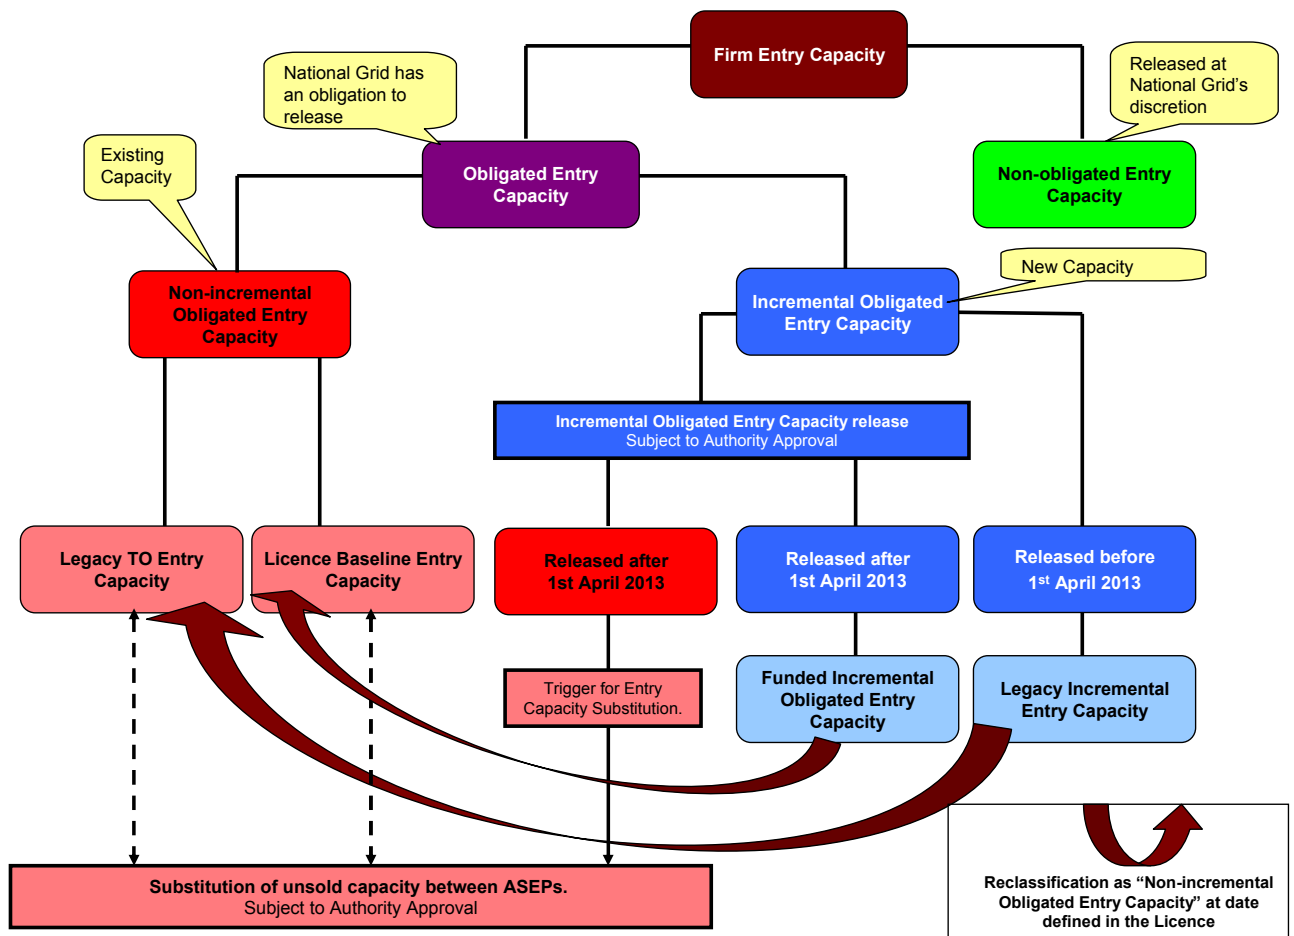 Firm Entry Capacity
National Grid has
an obligation to
release
Released at
National Grid's
discretion
Existing
Capacity
Obligated Entry
Capacity
Non-obligated Entry
Capacity
New Capacity
Non-incremental
Obligated Entry
Capacity
Incremental Obligated
Entry Capacity
Incremental Obligated Entry Capacity release
Subject to Authority Approval
Legacy TO Entry
Capacity
Licence Baseline Entry
Capacity
Released after
1st April 2013
Released after
1st April 2013
Released before
1st April 2013
Trigger for Entry
Capacity Substitution.
Funded Incremental
Obligated Entry
Capacity
Legacy Incremental
Entry Capacity
Substitution of unsold capacity between ASEPs.
Subject to Authority Approval
Reclassification as “Non-incremental
Obligated Entry Capacity” at date
defined in the Licence